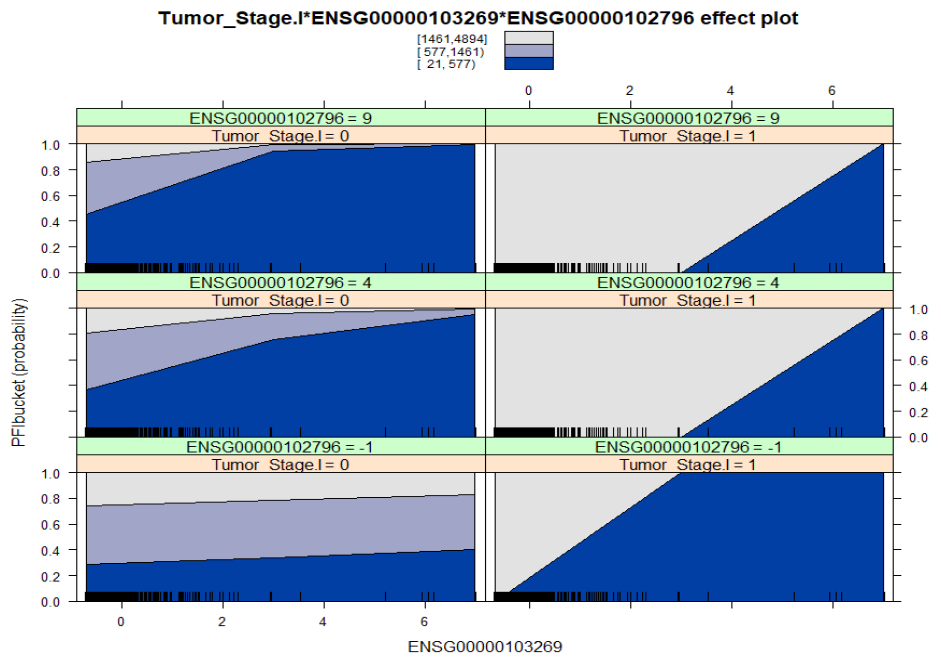 Tumor_Stage.I*ENSG00000103269*ENSG00000102796 effect plot
[1461,4894]
[ 577,1461)
[ 21, 577)
0 2 4 6
ENSG00000102796 = 9 ENSG00000102796 = 9
Tumor_Stage.I = 0 Tumor_Stage.I = 1
1.0
0.8
0.6
0.4
0.2
0.0
ENSG00000102796 = 4 ENSG00000102796 = 4
Tumor_Stage.I = 0 Tumor_Stage.I = 1
1.0
0.8
0.6
0.4
0.2
0.0
PFIbucket (probability)
ENSG00000102796 = -1 ENSG00000102796 = -1
Tumor_Stage.I = 0 Tumor_Stage.I = 1
1.0
0.8
0.6
0.4
0.2
0.0
0 2 4 6
ENSG00000103269